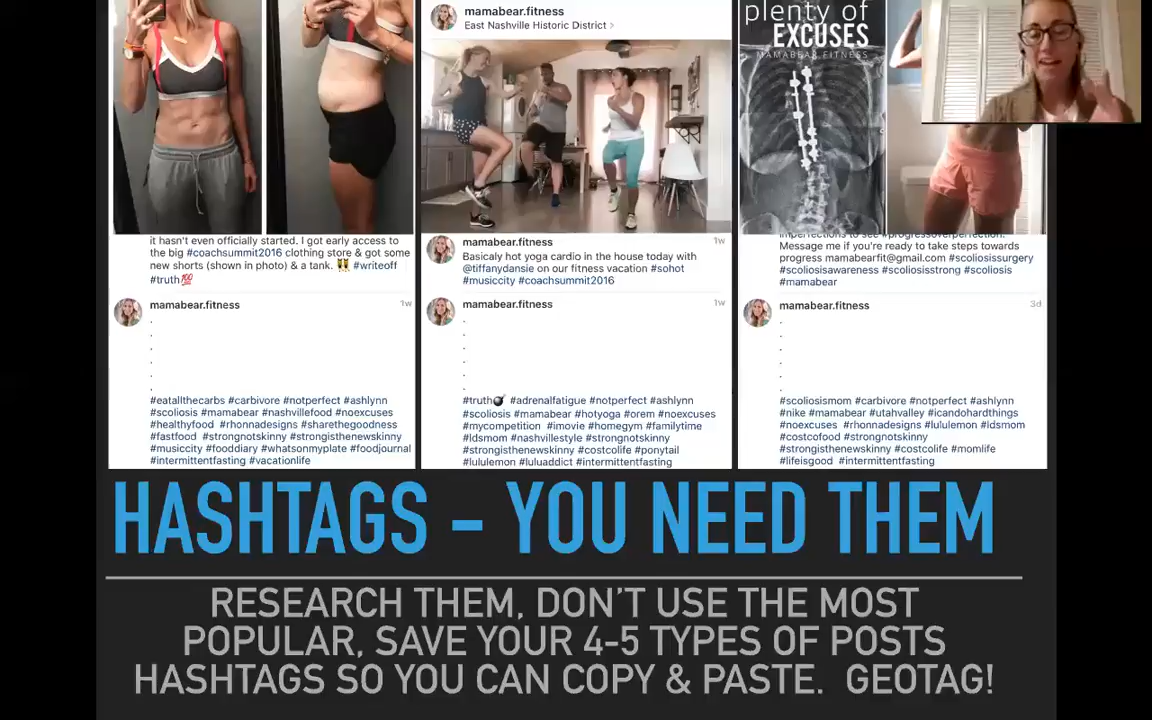 it hasn't even officially started. I got early access to
the big #coachsummit2016 clothing store & got some
new shorts (shown in photo) & a tank. 👯 #writeoff
#truth💯
mamabear.fitness 1w
.
.
.
.
.
.
#eatallthecarbs #carbivore #notperfect #ashlynn
#scoliosis #mamabear #nashvillefood #noexcuses
#healthyfood #rhonnadesigns #sharethegoodness
#fastfood #strongnotskinny #strongisthenewskinny
#musiccity #fooddiary #whatsonmyplate #foodjournal
#intermittentfasting #vacationlife
mamabear.fitness
East Nashville Historic District >
mamabear.fitness 1w
Basicaly hot yoga cardio in the house today with
@tiffanydansie on our fitness vacation #sohot
#musiccity #coachsummit2016
mamabear.fitness 1w
.
.
.
.
.
.
#truth💣 #adrenalfatigue #notperfect #ashlynn
#scoliosis #mamabear #hotyoga #orem #noexcuses
#mycompetition #imovie #homegym #familytime
#ldsmom #nashvillestyle #strongnotskinny
#strongisthenewskinny #costcolife #ponytail
#lululemon #luluaddict #intermittentfasting
plenty of
EXCUSES
MAMABEAR FITNESS
imperfections to see #progressoverperfection.
Message me if you're ready to take steps towards
progress mamabearfit@gmail.com #scoliosissurgery
#scoliosisawareness #scoliosisstrong #scoliosis
#mamabear
mamabear.fitness 3d
.
.
.
.
.
.
#scoliosismom #carbivore #notperfect #ashlynn
#nike #mamabear #utahvalley #icandohardthings
#noexcuses #rhonnadesigns #lululemon #ldsmom
#costcofood #strongnotskinny
#strongisthenewskinny #costcolife #momlife
#lifeisgood #intermittentfasting
HASHTAGS – YOU NEED THEM
RESEARCH THEM, DON'T USE THE MOST
POPULAR, SAVE YOUR 4-5 TYPES OF POSTS
HASHTAGS SO YOU CAN COPY & PASTE. GEOTAG!